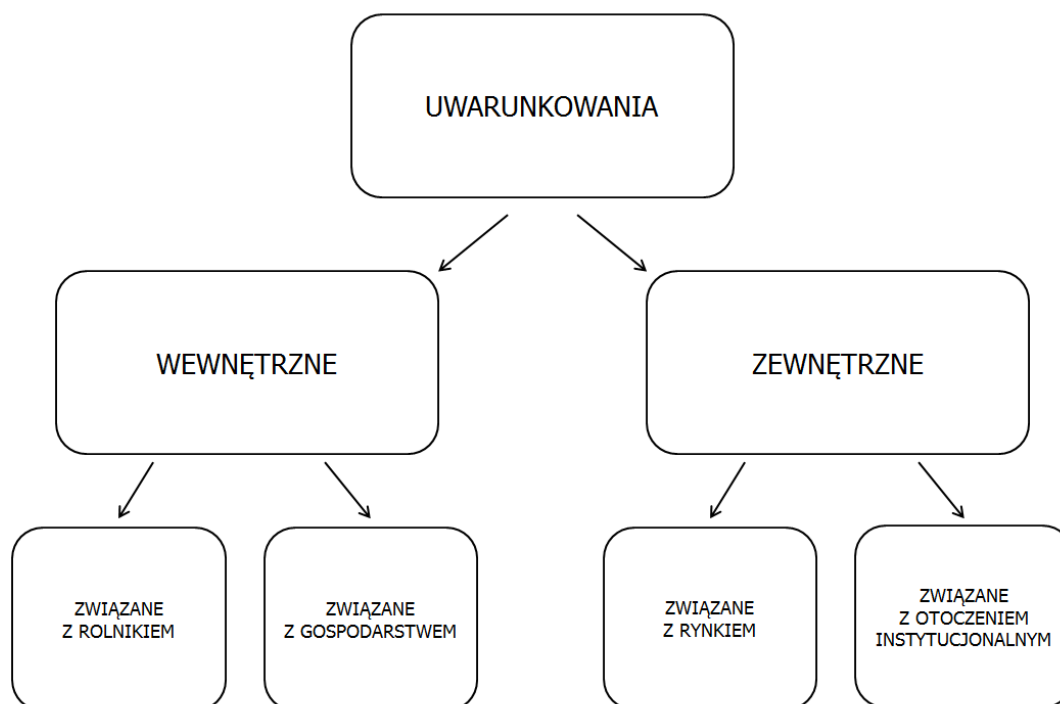 UWARUNKOWANIA
WEWNĘTRZNE
ZEWNĘTRZNE
ZWIĄZANE
Z ROLNIKIEM
ZWIĄZANE
Z GOSPODARSTWEM
ZWIĄZANE
Z RYNKIEM
ZWIĄZANE
Z OTOCZENIEM
INSTYTUCJONALNYM